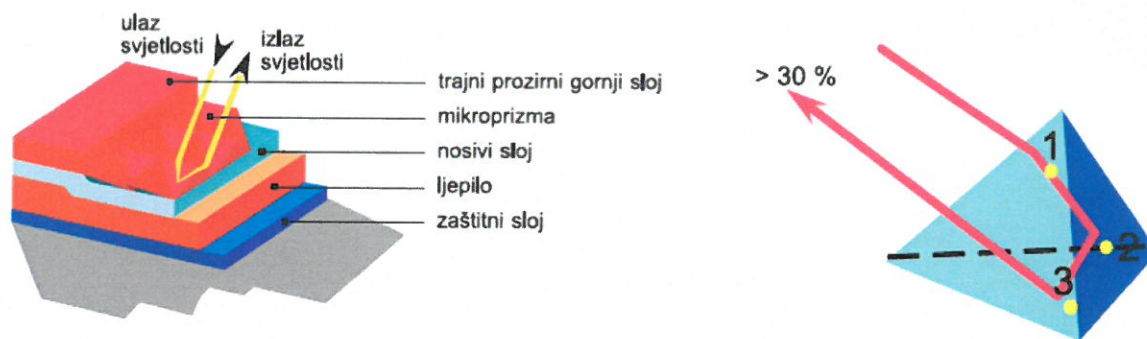 ulaz
svjetlosti
izlaz
svjetlosti
trajni prozirni gornji sloj
mikroprizma
nosivi sloj
ljepilo
zaštitni sloj
> 30 %
1
2
3